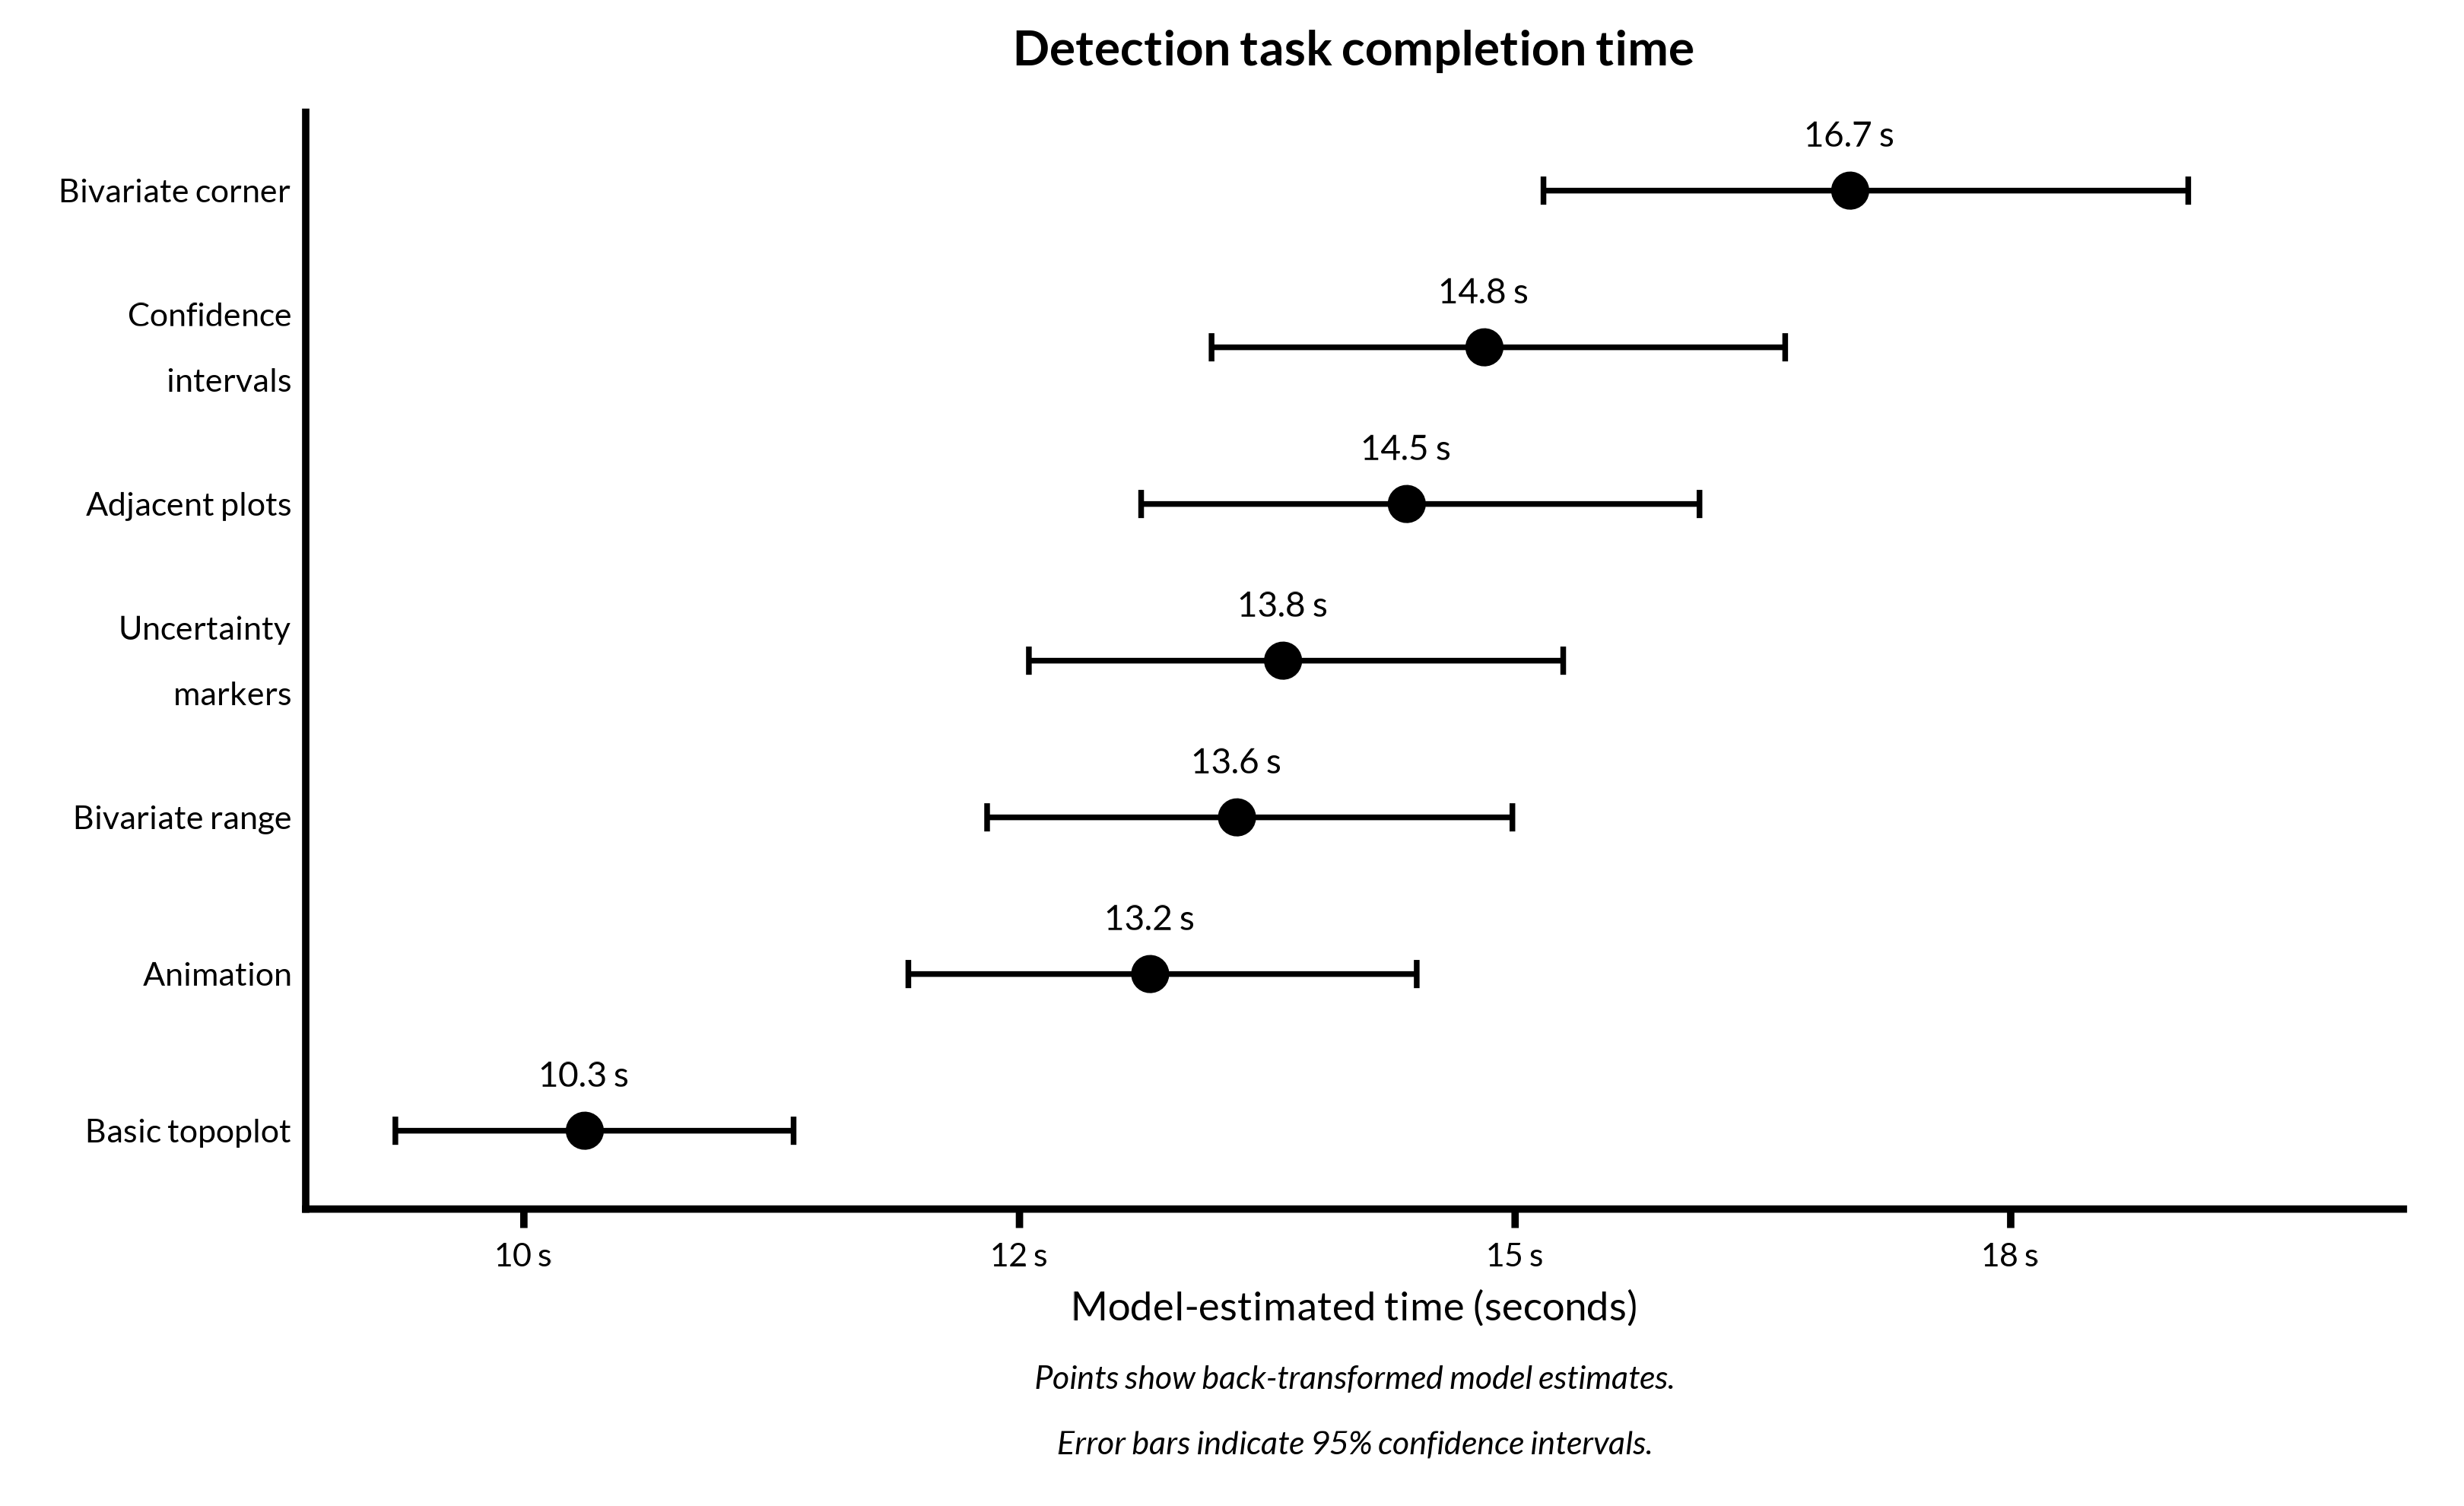 Detection task completion time
16.7 s
Bivariate corner
14.8 s
Confidence
intervals
14.5 s
Adjacent plots
13.8 s
Uncertainty
markers
13.6 s
Bivariate range
13.2 s
Animation
10.3 s
Basic topoplot
10 s 12 s 15 s 18 s
Model-estimated time (seconds)
Points show back-transformed model estimates.
Error bars indicate 95% confidence intervals.